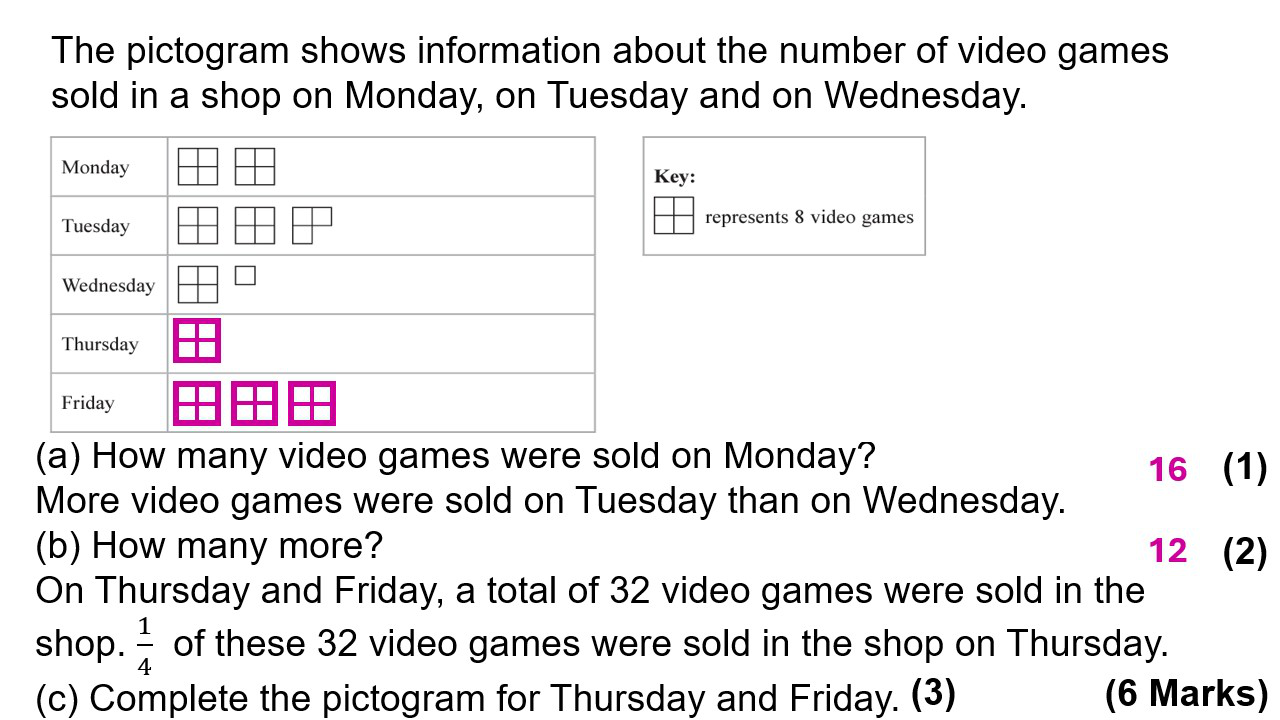 The pictogram shows information about the number of video games
sold in a shop on Monday, on Tuesday and on Wednesday.
Monday
Tuesday
Wednesday
Thursday
Friday
Key:
represents 8 video games
(a) How many video games were sold on Monday? 16 (1)
More video games were sold on Tuesday than on Wednesday.
(b) How many more? 12 (2)
On Thursday and Friday, a total of 32 video games were sold in the
shop. 1/4 of these 32 video games were sold in the shop on Thursday.
(c) Complete the pictogram for Thursday and Friday. (3) (6 Marks)